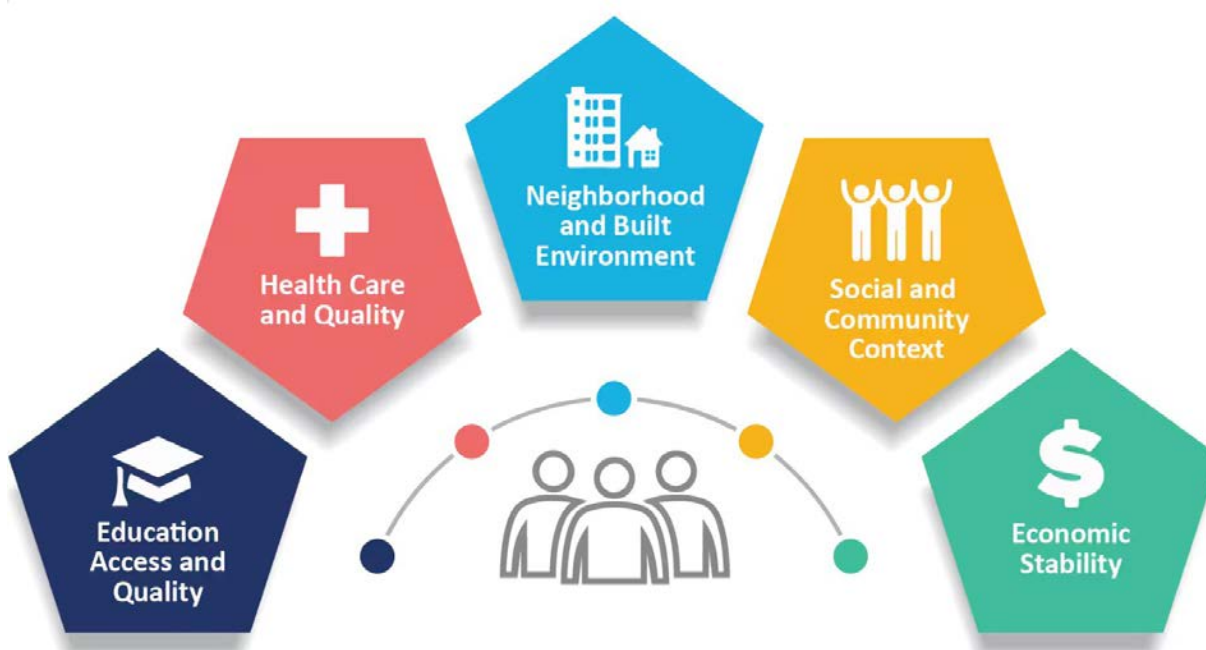 Neighborhood
and Built
Environment
Health Care
and Quality
Social and
Community
Context
Education
Access and
Quality
$
Economic
Stability